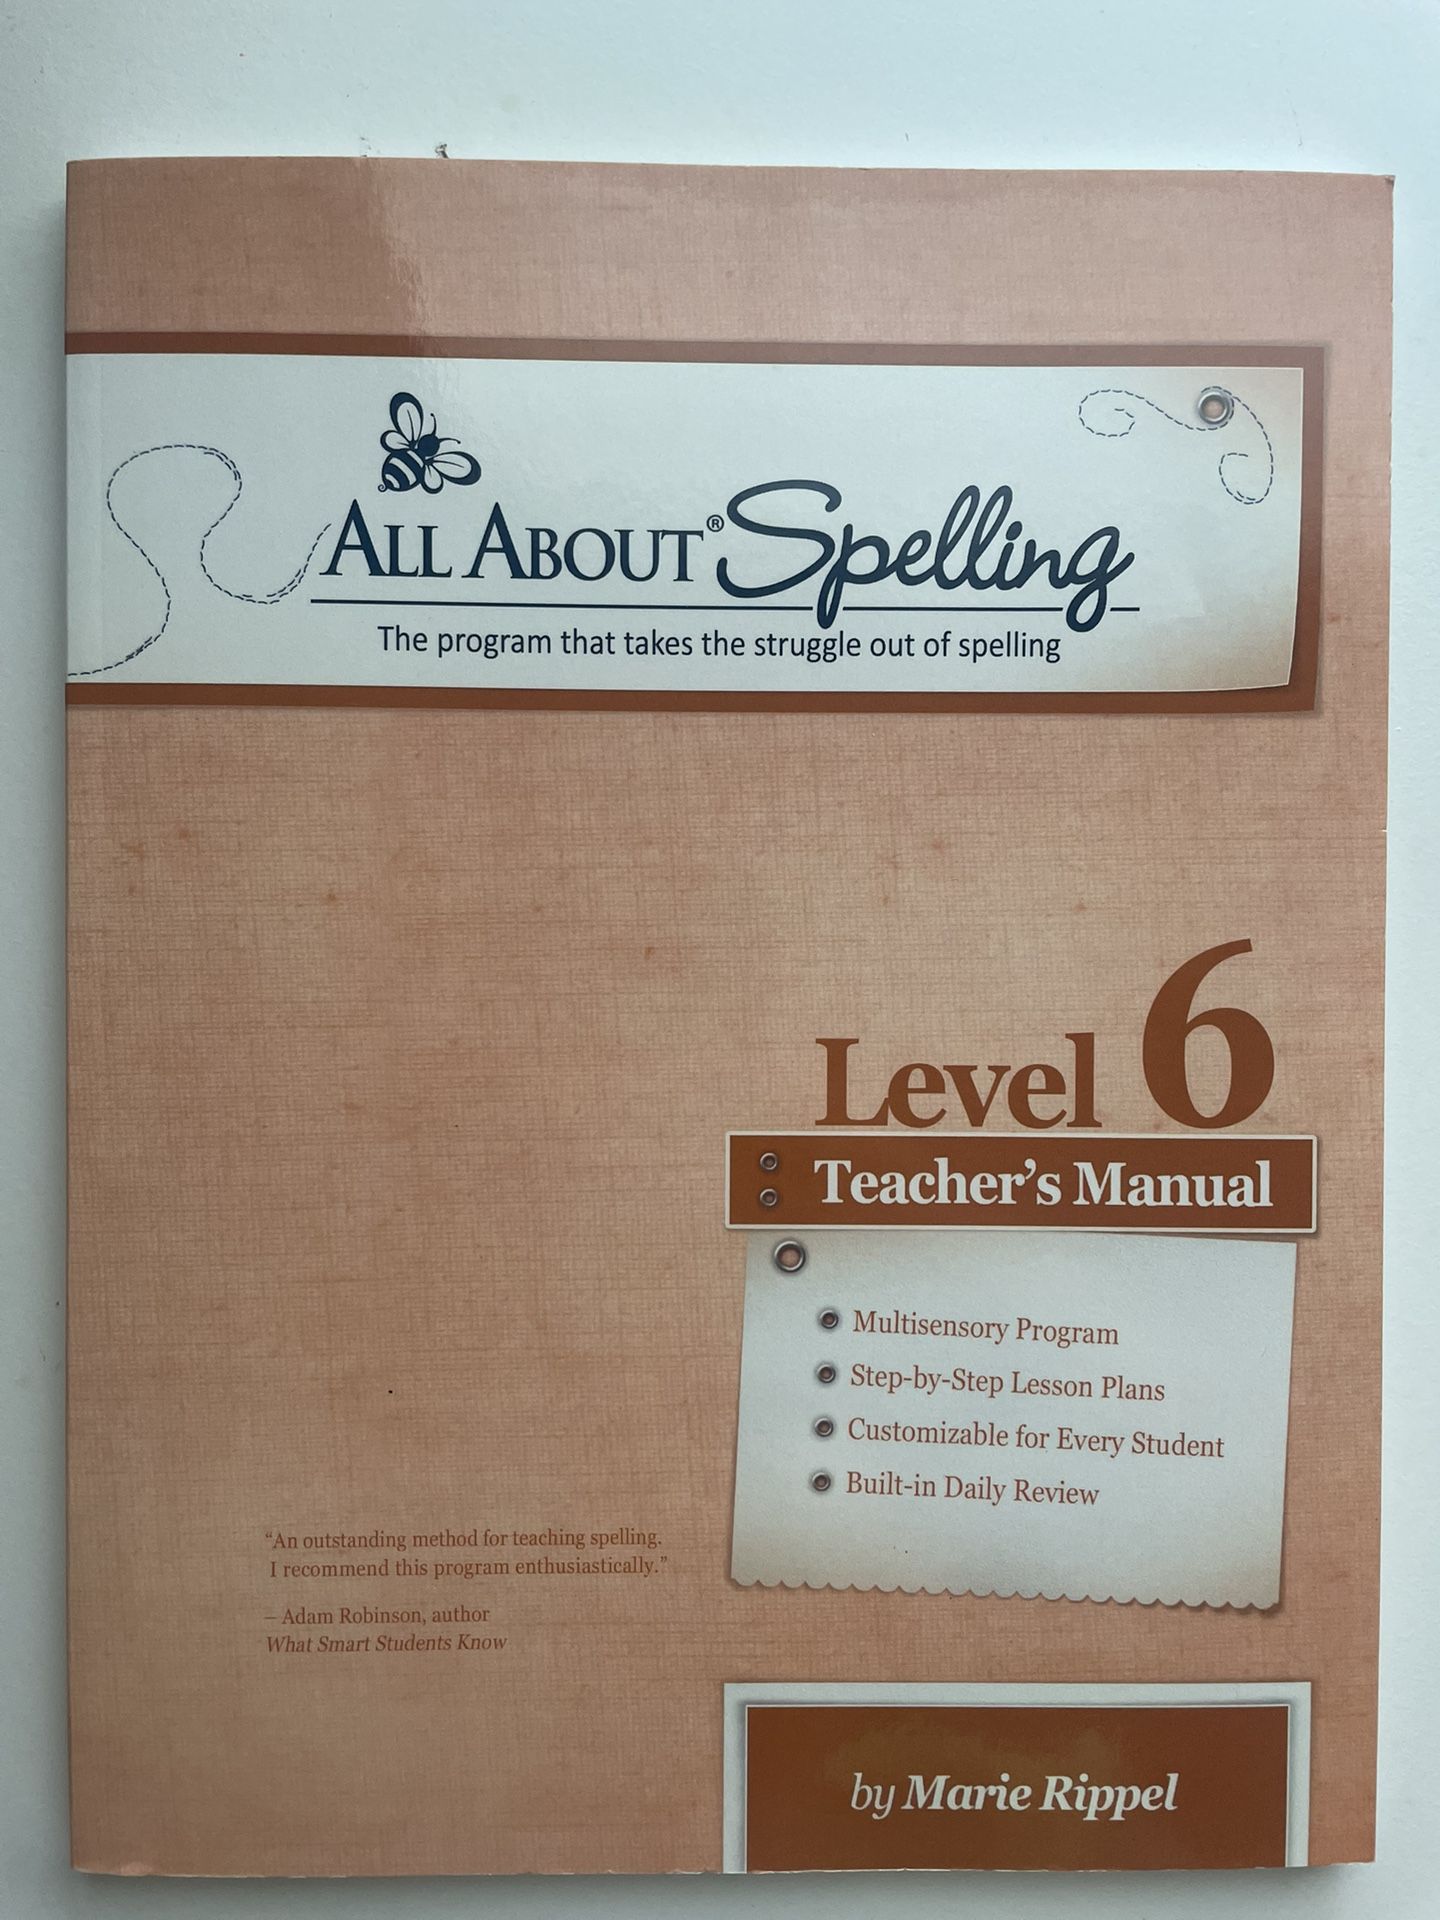 ALL ABOUT® Spelling
The program that takes the struggle out of spelling
Level 6
Teacher's Manual
Multisensory Program
Step-by-Step Lesson Plans
Customizable for Every Student
Built-in Daily Review
“An outstanding method for teaching spelling.
I recommend this program enthusiastically.”
– Adam Robinson, author
What Smart Students Know
by Marie Rippel